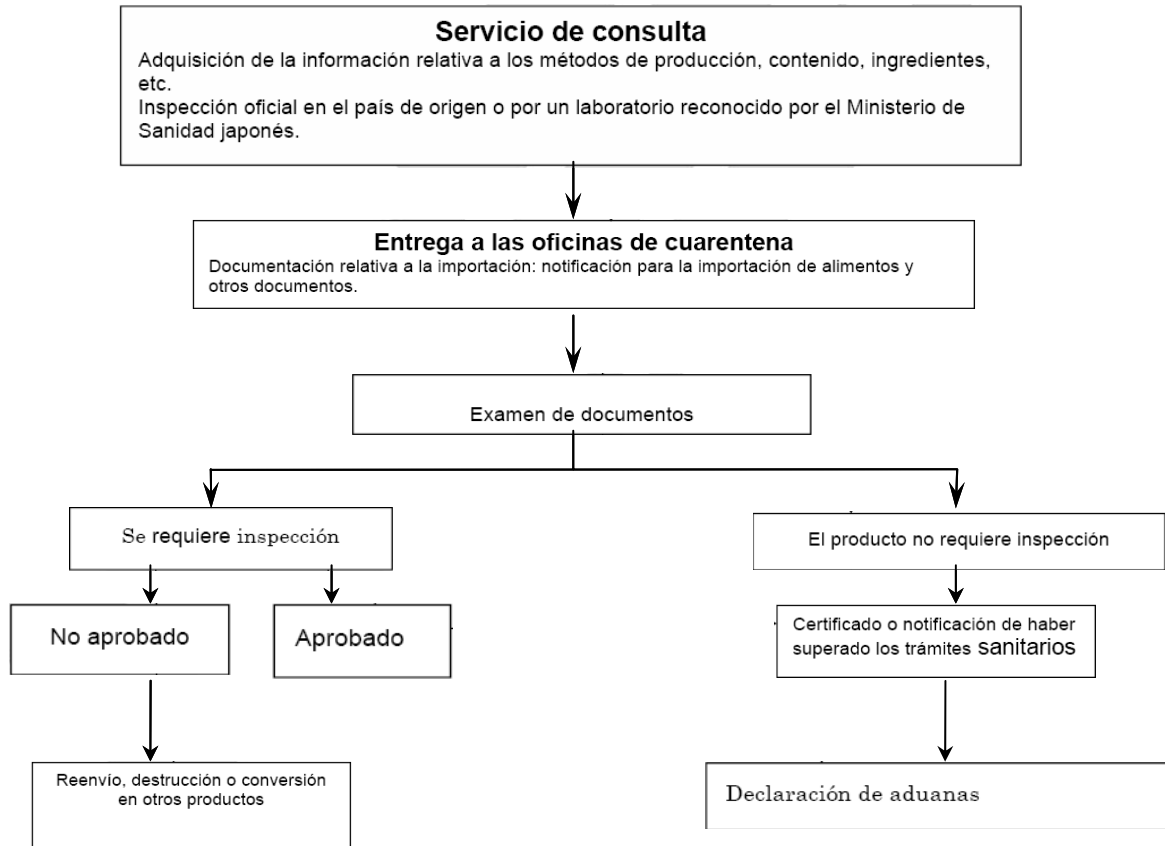 Servicio de consulta
Adquisición de la información relativa a los métodos de producción, contenido, ingredientes,
etc.
Inspección oficial en el país de origen o por un laboratorio reconocido por el Ministerio de
Sanidad japonés.
Entrega a las oficinas de cuarentena
Documentación relativa a la importación: notificación para la importación de alimentos y
otros documentos.
Examen de documentos
Se requiere inspección
El producto no requiere inspección
No aprobado
Aprobado
Certificado o notificación de haber
superado los trámites sanitarios
Reenvío, destrucción o conversión
en otros productos
Declaración de aduanas